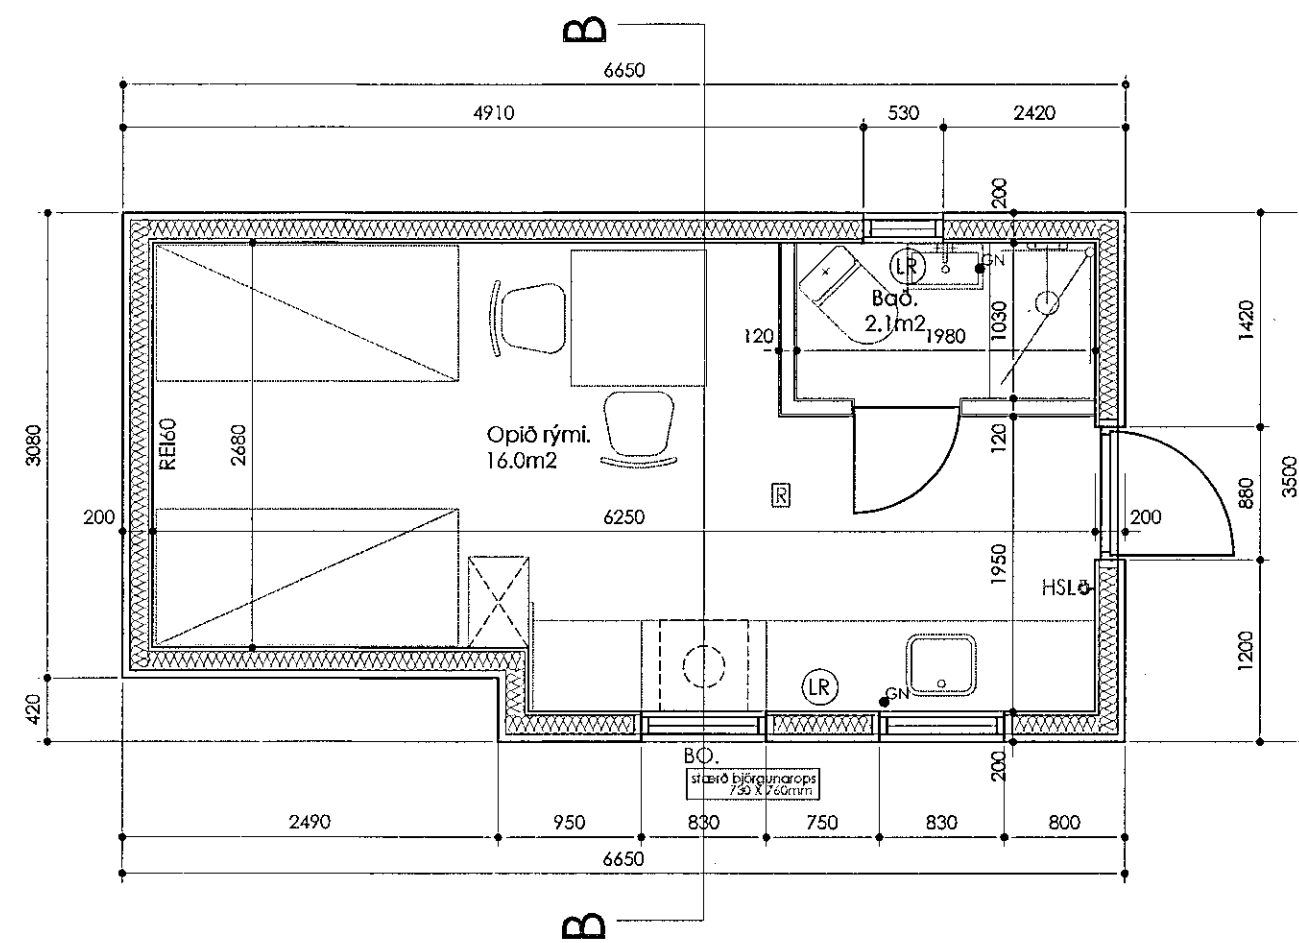 B
6650
4910 530 2420
200
LR GN
Bað.
2.1m2
120 1980 1030 1420
Opið rými.
16.0m2
3080 REI60 2680 120 880 3500
R
200 6250 200
1950
HSL
1200
LR GN
420
BO.
stærð björgunarops
730 X 760mm
200
2490 950 830 750 830 800
6650
B